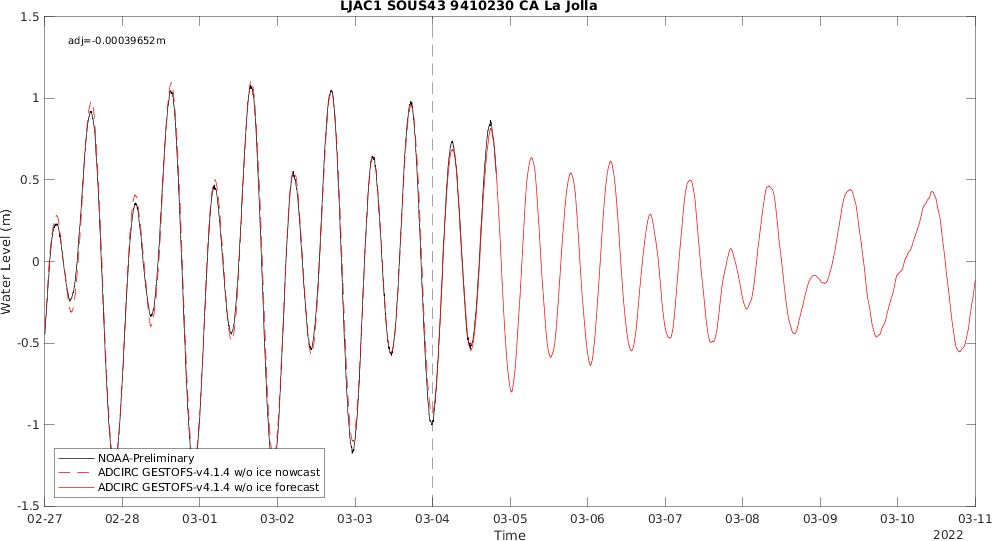 LJAC1 SOUS43 9410230 CA La Jolla
adj=-0.00039652m
1.5
1
0.5
0
-0.5
-1
-1.5
Water Level (m)
NOAA-Preliminary
ADCIRC GESTOFS-v4.1.4 w/o ice nowcast
ADCIRC GESTOFS-v4.1.4 w/o ice forecast
02-27 02-28 03-01 03-02 03-03 03-04 03-05 03-06 03-07 03-08 03-09 03-10 03-11
Time
2022